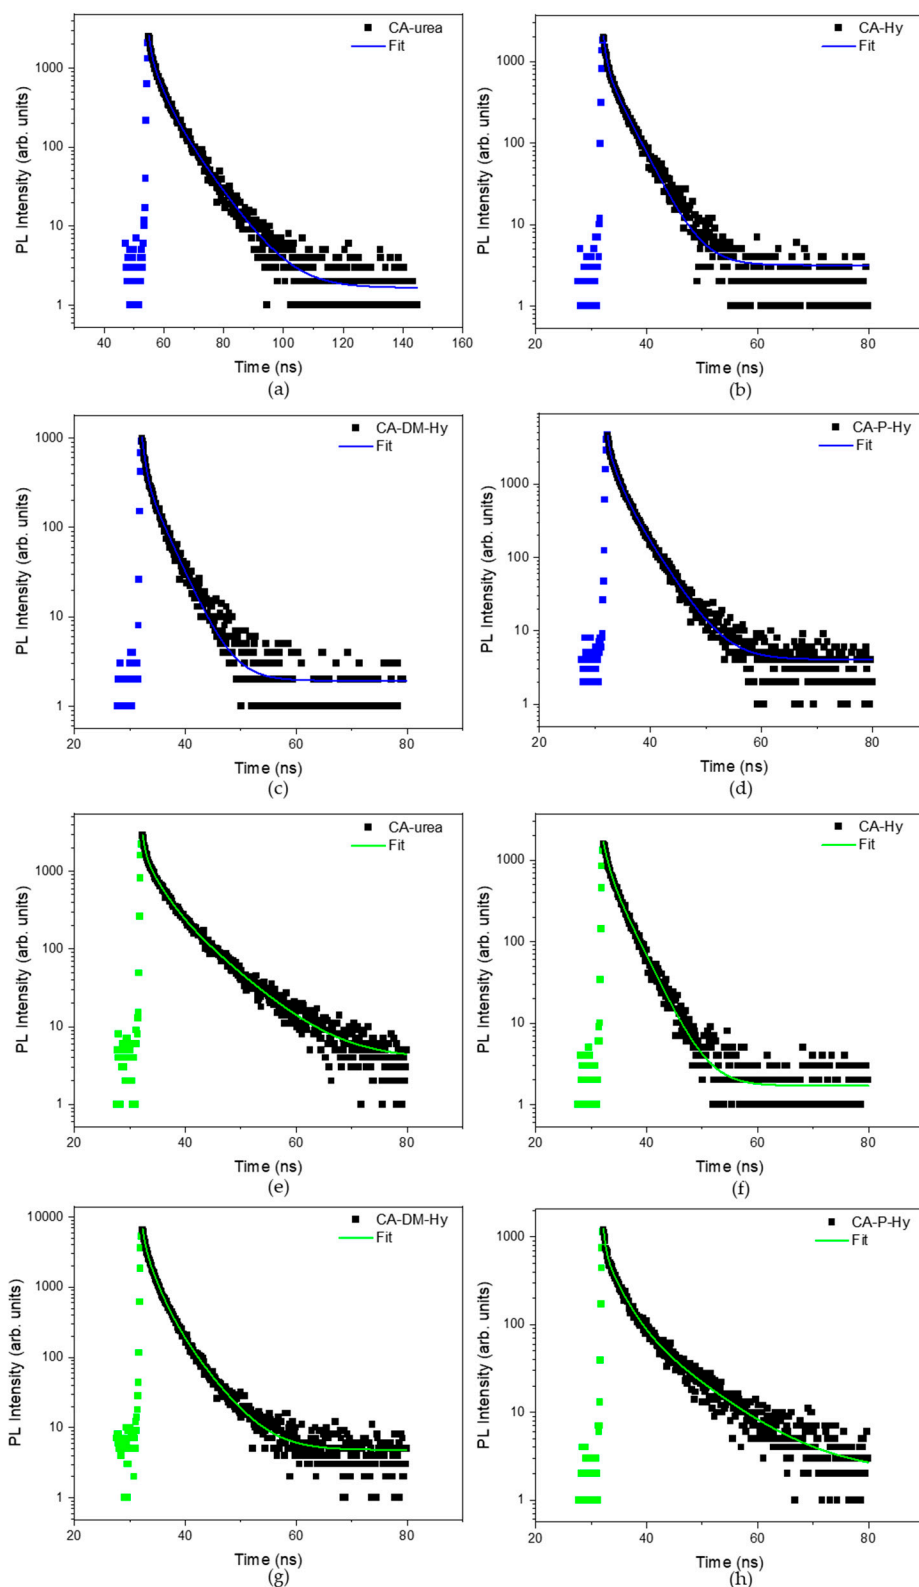 CA-urea
Fit
PL Intensity (arb. units)
1000
100
10
1
40 60 80 100 120 140 160
Time (ns)
(a)
CA-Hy
Fit
PL Intensity (arb. units)
1000
100
10
1
20 40 60 80
Time (ns)
(b)
CA-DM-Hy
Fit
PL Intensity (arb. units)
1000
100
10
1
20 40 60 80
Time (ns)
(c)
CA-P-Hy
Fit
PL Intensity (arb. units)
1000
100
10
1
20 40 60 80
Time (ns)
(d)
CA-urea
Fit
PL Intensity (arb. units)
1000
100
10
1
20 40 60 80
Time (ns)
(e)
CA-Hy
Fit
PL Intensity (arb. units)
1000
100
10
1
20 40 60 80
Time (ns)
(f)
CA-DM-Hy
Fit
PL Intensity (arb. units)
10000
1000
100
10
1
20 40 60 80
Time (ns)
(g)
CA-P-Hy
Fit
PL Intensity (arb. units)
1000
100
10
1
20 40 60 80
Time (ns)
(h)